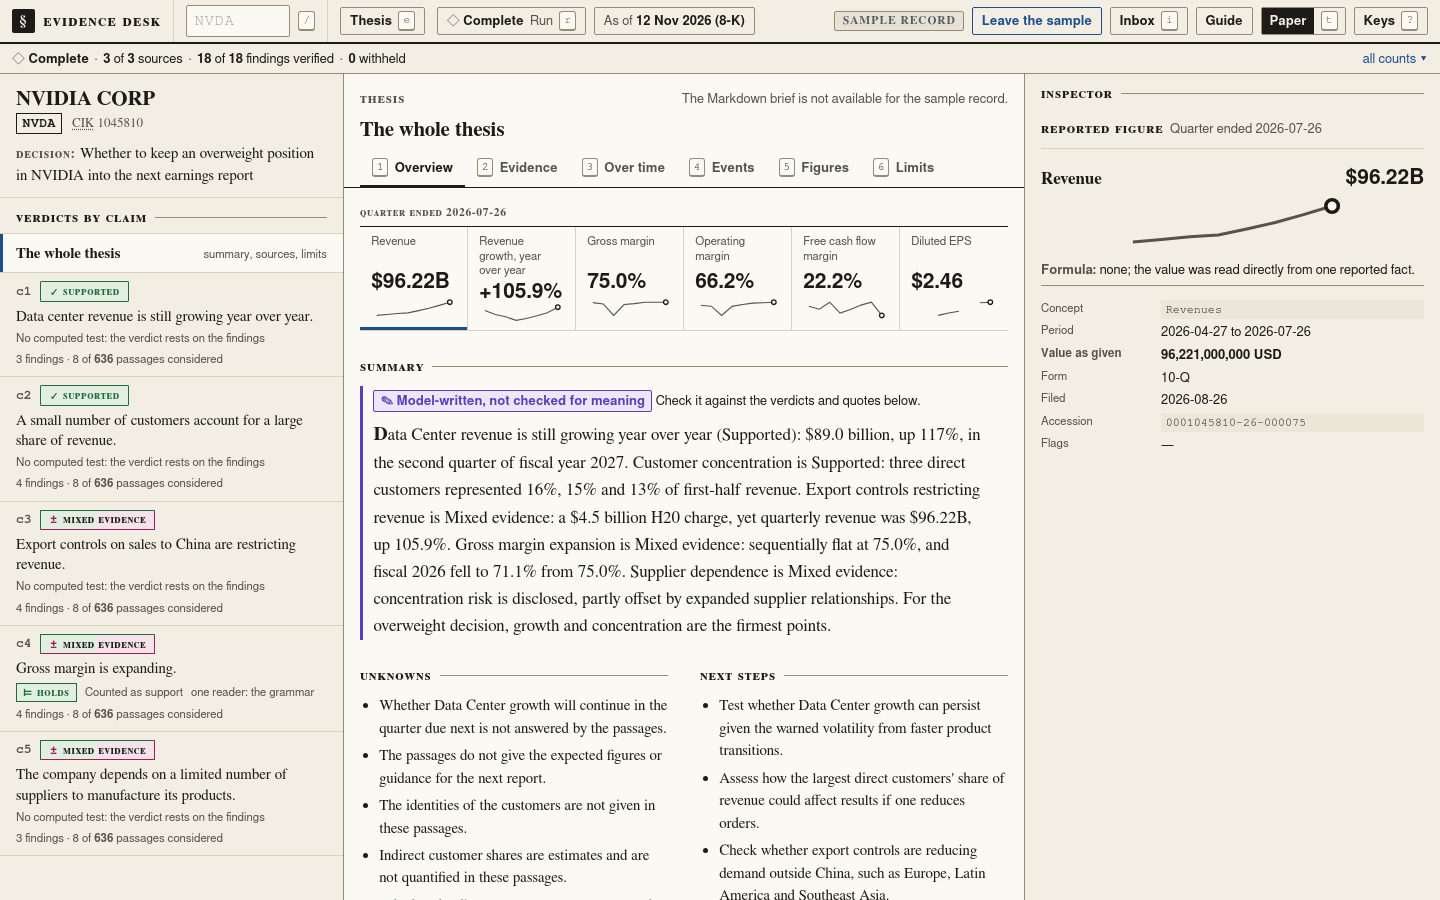 § EVIDENCE DESK NVDA / Thesis e ◇ Complete Run r As of 12 Nov 2026 (8-K) SAMPLE RECORD Leave the sample Inbox i Guide Paper t Keys ?
◇ Complete · 3 of 3 sources · 18 of 18 findings verified · 0 withheld all counts ▾
NVIDIA CORP
NVDA CIK 1045810
DECISION: Whether to keep an overweight position
in NVIDIA into the next earnings report
VERDICTS BY CLAIM
The whole thesis summary, sources, limits
c1 ✓ SUPPORTED
Data center revenue is still growing year over year.
No computed test: the verdict rests on the findings
3 findings · 8 of 636 passages considered
c2 ✓ SUPPORTED
A small number of customers account for a large
share of revenue.
No computed test: the verdict rests on the findings
4 findings · 8 of 636 passages considered
c3 ± MIXED EVIDENCE
Export controls on sales to China are restricting
revenue.
No computed test: the verdict rests on the findings
4 findings · 8 of 636 passages considered
c4 ± MIXED EVIDENCE
Gross margin is expanding.
⊨ HOLDS Counted as support one reader: the grammar
4 findings · 8 of 636 passages considered
c5 ± MIXED EVIDENCE
The company depends on a limited number of
suppliers to manufacture its products.
No computed test: the verdict rests on the findings
3 findings · 8 of 636 passages considered
THESIS The Markdown brief is not available for the sample record.
The whole thesis
1 Overview 2 Evidence 3 Over time 4 Events 5 Figures 6 Limits
QUARTER ENDED 2026-07-26
Revenue
$96.22B
Revenue
growth, year
over year
+105.9%
Gross margin
75.0%
Operating
margin
66.2%
Free cash flow
margin
22.2%
Diluted EPS
$2.46
SUMMARY
✎ Model-written, not checked for meaning Check it against the verdicts and quotes below.
Data Center revenue is still growing year over year (Supported): $89.0 billion, up 117%, in
the second quarter of fiscal year 2027. Customer concentration is Supported: three direct
customers represented 16%, 15% and 13% of first-half revenue. Export controls restricting
revenue is Mixed evidence: a $4.5 billion H20 charge, yet quarterly revenue was $96.22B,
up 105.9%. Gross margin expansion is Mixed evidence: sequentially flat at 75.0%, and
fiscal 2026 fell to 71.1% from 75.0%. Supplier dependence is Mixed evidence:
concentration risk is disclosed, partly offset by expanded supplier relationships. For the
overweight decision, growth and concentration are the firmest points.
UNKNOWNS
• Whether Data Center growth will continue in the
quarter due next is not answered by the passages.
• The passages do not give the expected figures or
guidance for the next report.
• The identities of the customers are not given in
these passages.
• Indirect customer shares are estimates and are
not quantified in these passages.
NEXT STEPS
• Test whether Data Center growth can persist
given the warned volatility from faster product
transitions.
• Assess how the largest direct customers' share of
revenue could affect results if one reduces
orders.
• Check whether export controls are reducing
demand outside China, such as Europe, Latin
America and Southeast Asia.
INSPECTOR
REPORTED FIGURE Quarter ended 2026-07-26
Revenue $96.22B
Formula: none; the value was read directly from one reported fact.
Concept Revenues
Period 2026-04-27 to 2026-07-26
Value as given 96,221,000,000 USD
Form 10-Q
Filed 2026-08-26
Accession 0001045810-26-000075
Flags —